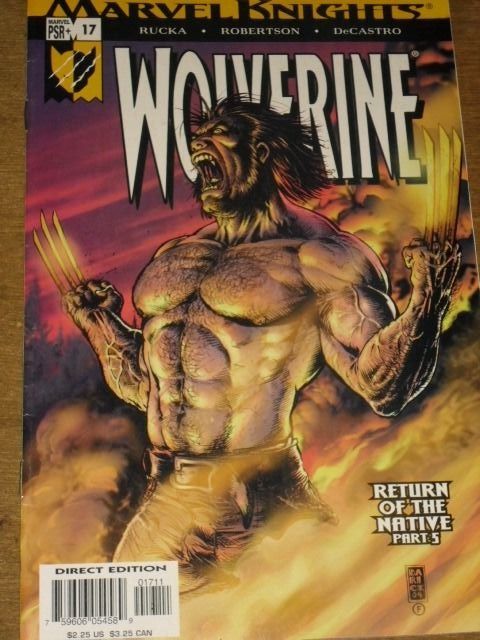 MARVEL KNIGHTS®
MARVEL
PSR+
17
RUCKA • ROBERTSON • DeCASTRO
WOLVERINE®
RETURN
OF THE
NATIVE
PART 5
DIRECT EDITION
01711
7 59606 05458 9
$2.25 US $3.25 CAN
F